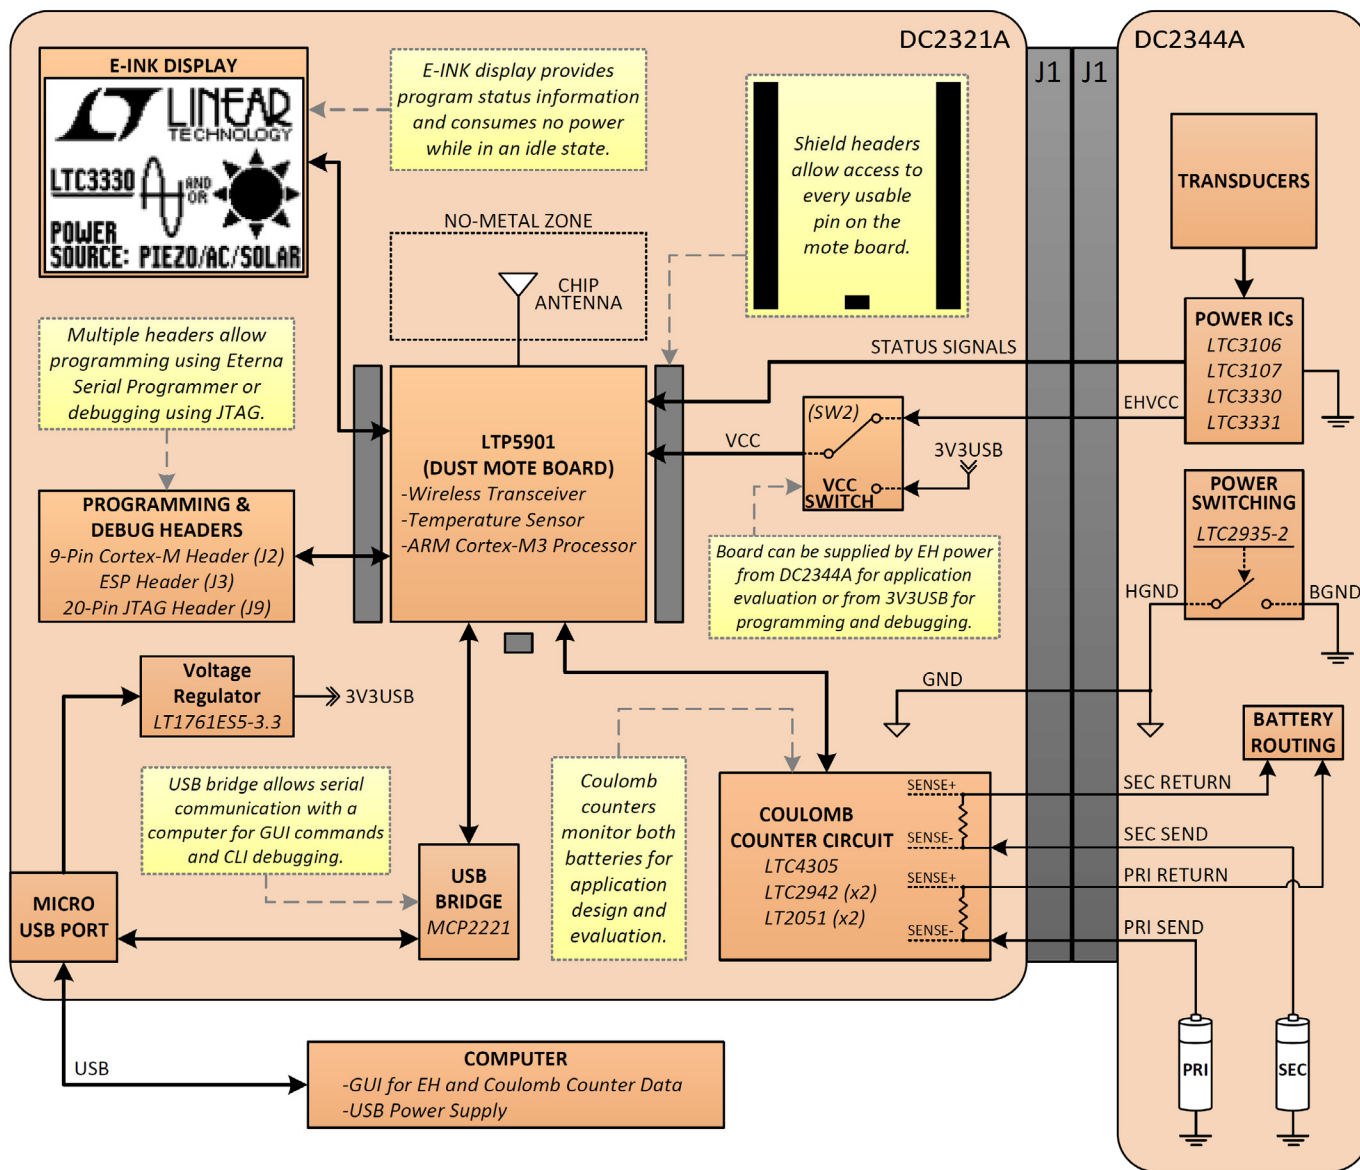 DC2321A
DC2344A
J1
J1
E-INK DISPLAY
LINEAR
TECHNOLOGY
LTC3330
AND
OR
POWER
SOURCE: PIEZO/AC/SOLAR
E-INK display provides
program status information
and consumes no power
while in an idle state.
Shield headers
allow access to
every usable
pin on the
mote board.
NO-METAL ZONE
CHIP
ANTENNA
TRANSDUCERS
Multiple headers allow
programming using Eterna
Serial Programmer or
debugging using JTAG.
POWER ICs
LTC3106
LTC3107
LTC3330
LTC3331
STATUS SIGNALS
EHVCC
LTP5901
(DUST MOTE BOARD)
-Wireless Transceiver
-Temperature Sensor
-ARM Cortex-M3 Processor
VCC
(SW2)
VCC
SWITCH
3V3USB
PROGRAMMING &
DEBUG HEADERS
9-Pin Cortex-M Header (J2)
ESP Header (J3)
20-Pin JTAG Header (J9)
POWER
SWITCHING
LTC2935-2
HGND
BGND
Board can be supplied by EH power
from DC2344A for application
evaluation or from 3V3USB for
programming and debugging.
Voltage
Regulator
LT1761ES5-3.3
3V3USB
GND
BATTERY
ROUTING
USB bridge allows serial
communication with a
computer for GUI commands
and CLI debugging.
Coulomb
counters
monitor both
batteries for
application
design and
evaluation.
COULOMB
COUNTER CIRCUIT
LTC4305
LTC2942 (x2)
LT2051 (x2)
SENSE+
SENSE-
SENSE+
SENSE-
SEC RETURN
SEC SEND
PRI RETURN
PRI SEND
MICRO
USB PORT
USB
BRIDGE
MCP2221
USB
COMPUTER
-GUI for EH and Coulomb Counter Data
-USB Power Supply
PRI
SEC